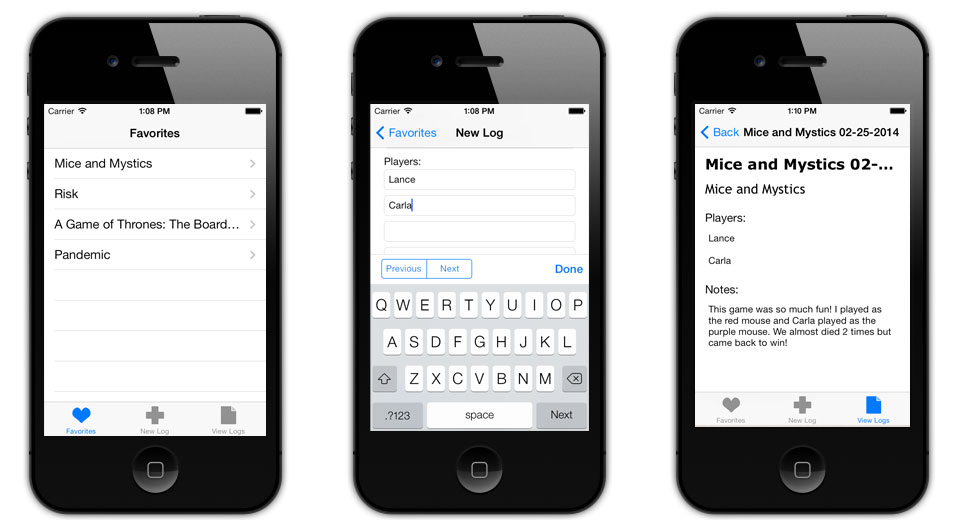 Carrier 1:08 PM
Favorites
Mice and Mystics
Risk
A Game of Thrones: The Board...
Pandemic
Favorites New Log View Logs
Carrier 1:08 PM
Favorites New Log
Players:
Lance
Carla
Previous Next Done
Q W E R T Y U I O P
A S D F G H J K L
Z X C V B N M
.?123 space Next
Carrier 1:10 PM
Back Mice and Mystics 02-25-2014
Mice and Mystics 02-...
Mice and Mystics
Players:
Lance
Carla
Notes:
This game was so much fun! I played as
the red mouse and Carla played as the
purple mouse. We almost died 2 times but
came back to win!
Favorites New Log View Logs